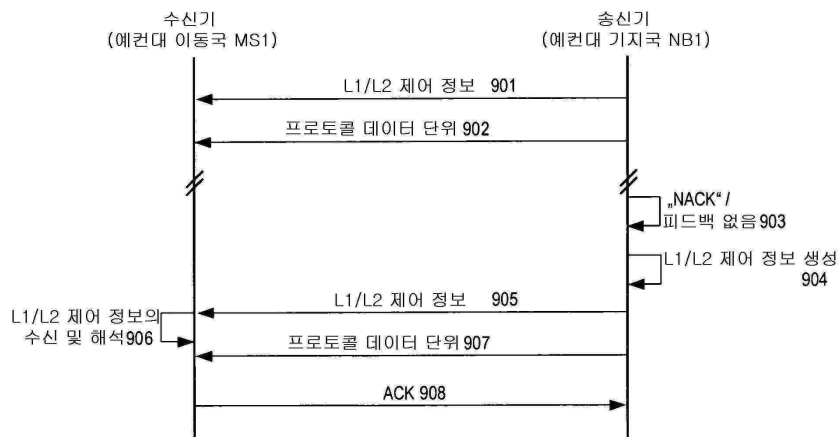 수신기
(예컨대 이동국 MS1)
송신기
(예컨대 기지국 NB1)
L1/L2 제어 정보 901
프로토콜 데이터 단위 902
„NACK“ /
피드백 없음 903
L1/L2 제어 정보 생성
904
L1/L2 제어 정보 905
L1/L2 제어 정보의
수신 및 해석 906
프로토콜 데이터 단위 907
ACK 908